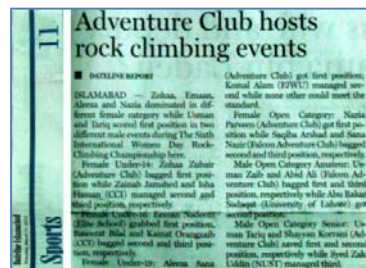 11
Sports
Adventure Club hosts
rock climbing events
DATELINE REPORT
ISLAMABAD — Zohaa, Emaan,
Aleena and Nazia dominated in dif-
ferent female category while Usman
and Tariq scored first position in two
different male events during The Sixth
International Women Day Rock-
Climbing Championship here.
Female Under-14: Zohaa Zubair
(Adventure Club) bagged first posi-
tion while Zainab Jamshed and Isha
Hassan (CCC) managed second and
third position, respectively.
Female Under-16: Eeman Nadeem
(Elite School) grabbed first position,
Baseerat Bilal and Kainat Orangzaib
(CCC) bagged second and third posi-
tion, respectively.
Female Under-19: Aleena Sana
(Adventure Club) got first position;
Komal Alam (FJWU) managed sec-
ond while none other could meet the
standard.
Female Open Category: Nazia
Parveen (Adventure Club) got first po-
sition while Saqiba Arshad and Sana
Nazir (Falcon Adventure Club) bagged
second and third position, respectively.
Male Open Category Amateur: Us-
man Zaib and Abid Ali (Falcon Ad-
venture Club) bagged first and third
position, respectively while Abu Bakar
Sadaqat (University of Lahore) got
second position.
Male Open Category Senior: Us-
man Tariq and Shayyan Korrani (Ad-
venture Club) saved first and second
position, respectively while Syed Zak
Uddin (NUST) managed third.